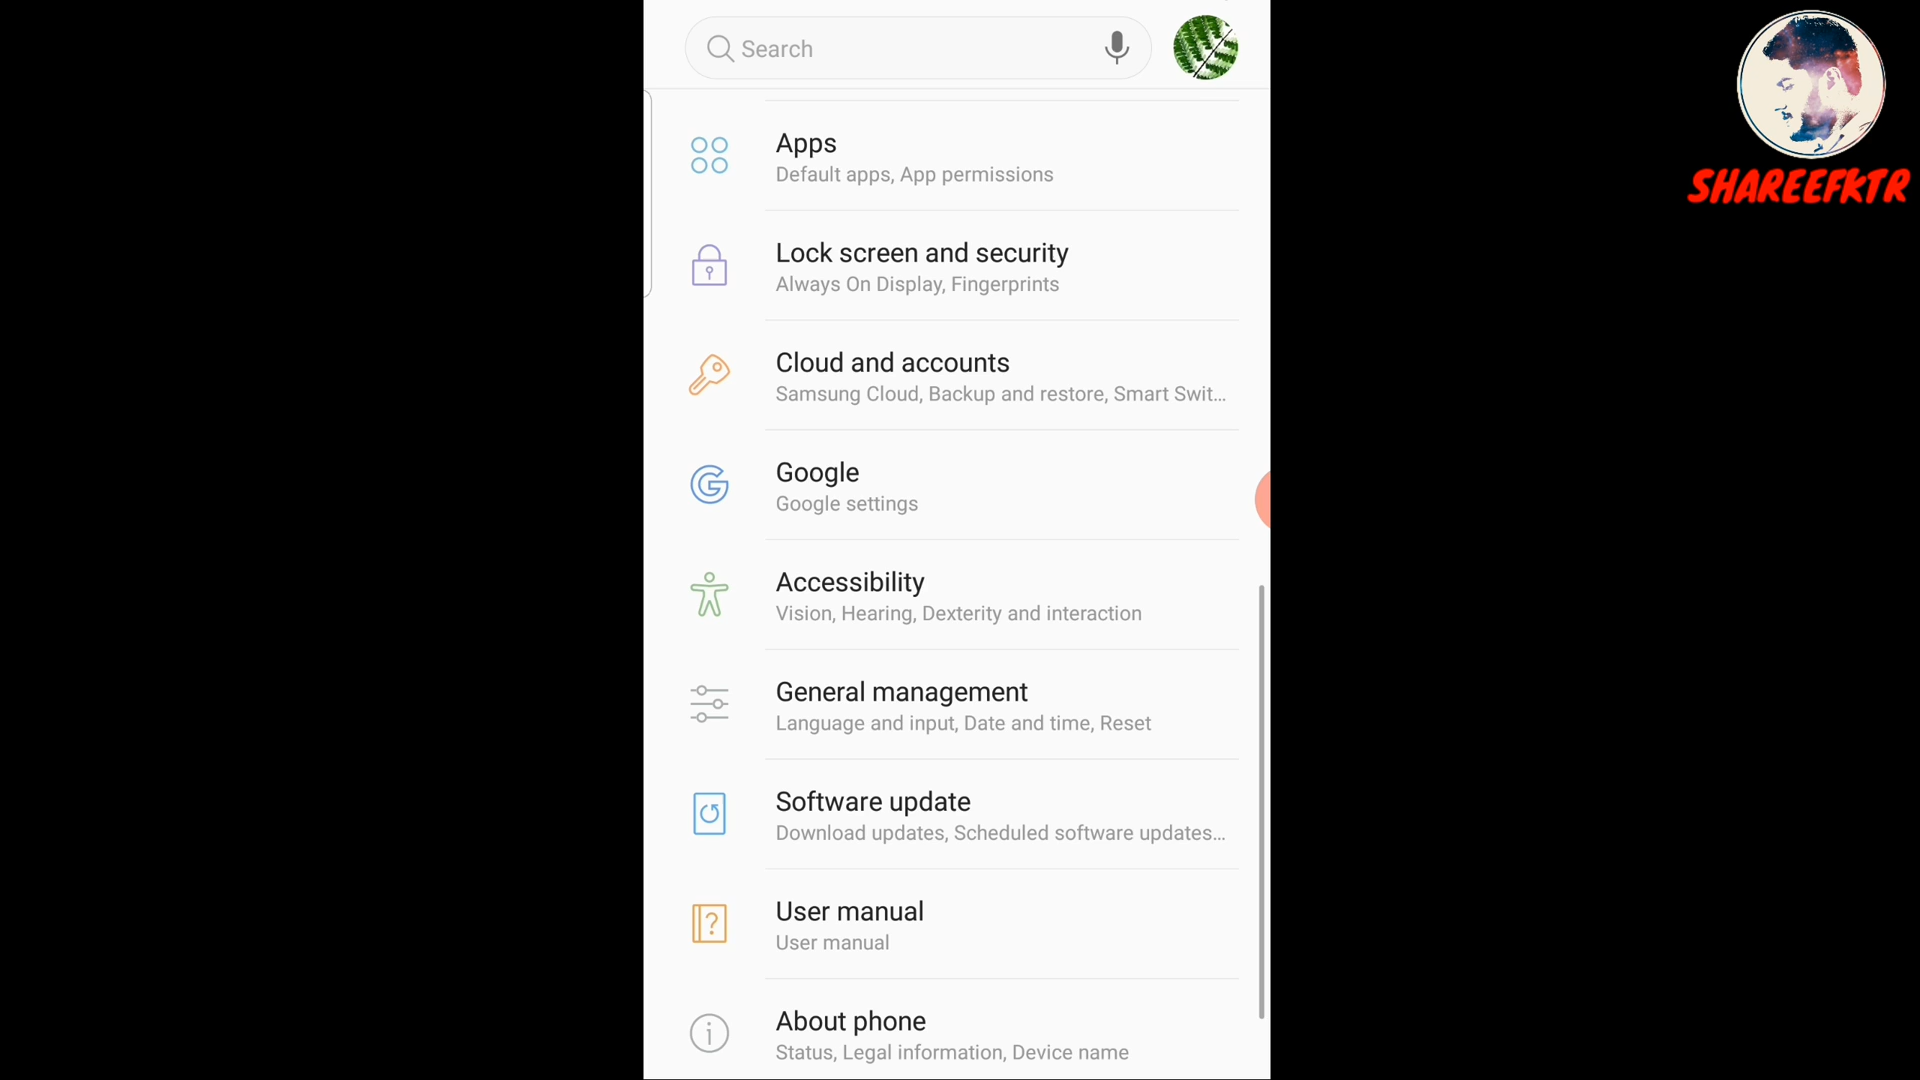 Search
SHAREEFKTR
Apps
Default apps, App permissions
Lock screen and security
Always On Display, Fingerprints
Cloud and accounts
Samsung Cloud, Backup and restore, Smart Swit...
Google
Google settings
Accessibility
Vision, Hearing, Dexterity and interaction
General management
Language and input, Date and time, Reset
Software update
Download updates, Scheduled software updates...
User manual
User manual
About phone
Status, Legal information, Device name